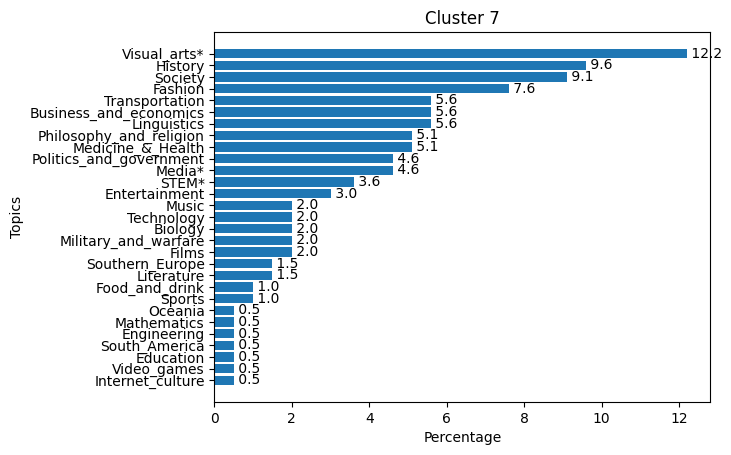 Cluster 7
Visual_arts* 12.2
History 9.6
Society 9.1
Fashion 7.6
Transportation 5.6
Business_and_economics 5.6
Linguistics 5.6
Philosophy_and_religion 5.1
Medicine_&_Health 5.1
Politics_and_government 4.6
Media* 4.6
STEM* 3.6
Entertainment 3.0
Music 2.0
Technology 2.0
Biology 2.0
Military_and_warfare 2.0
Films 2.0
Southern_Europe 1.5
Literature 1.5
Food_and_drink 1.0
Sports 1.0
Oceania 0.5
Mathematics 0.5
Engineering 0.5
South_America 0.5
Education 0.5
Video_games 0.5
Internet_culture 0.5
Topics
0 2 4 6 8 10 12
Percentage